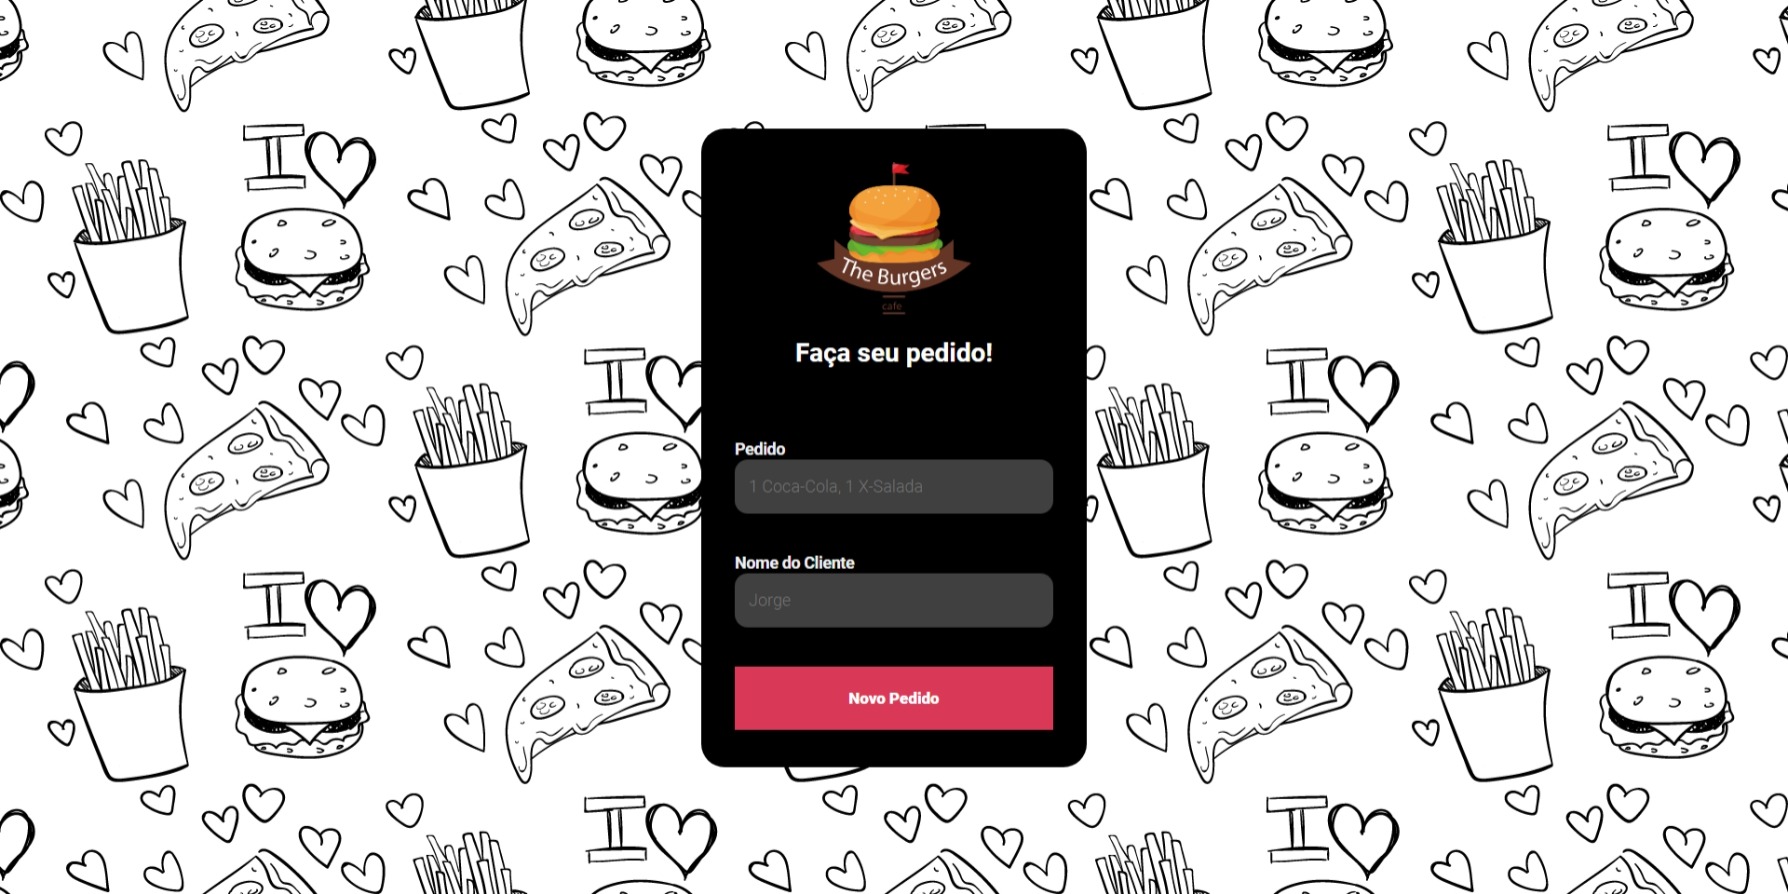 The Burgers
cafe
Faça seu pedido!
Pedido
1 Coca-Cola, 1 X-Salada
Nome do Cliente
Jorge
Novo Pedido
I
I
I
I
I
I
I